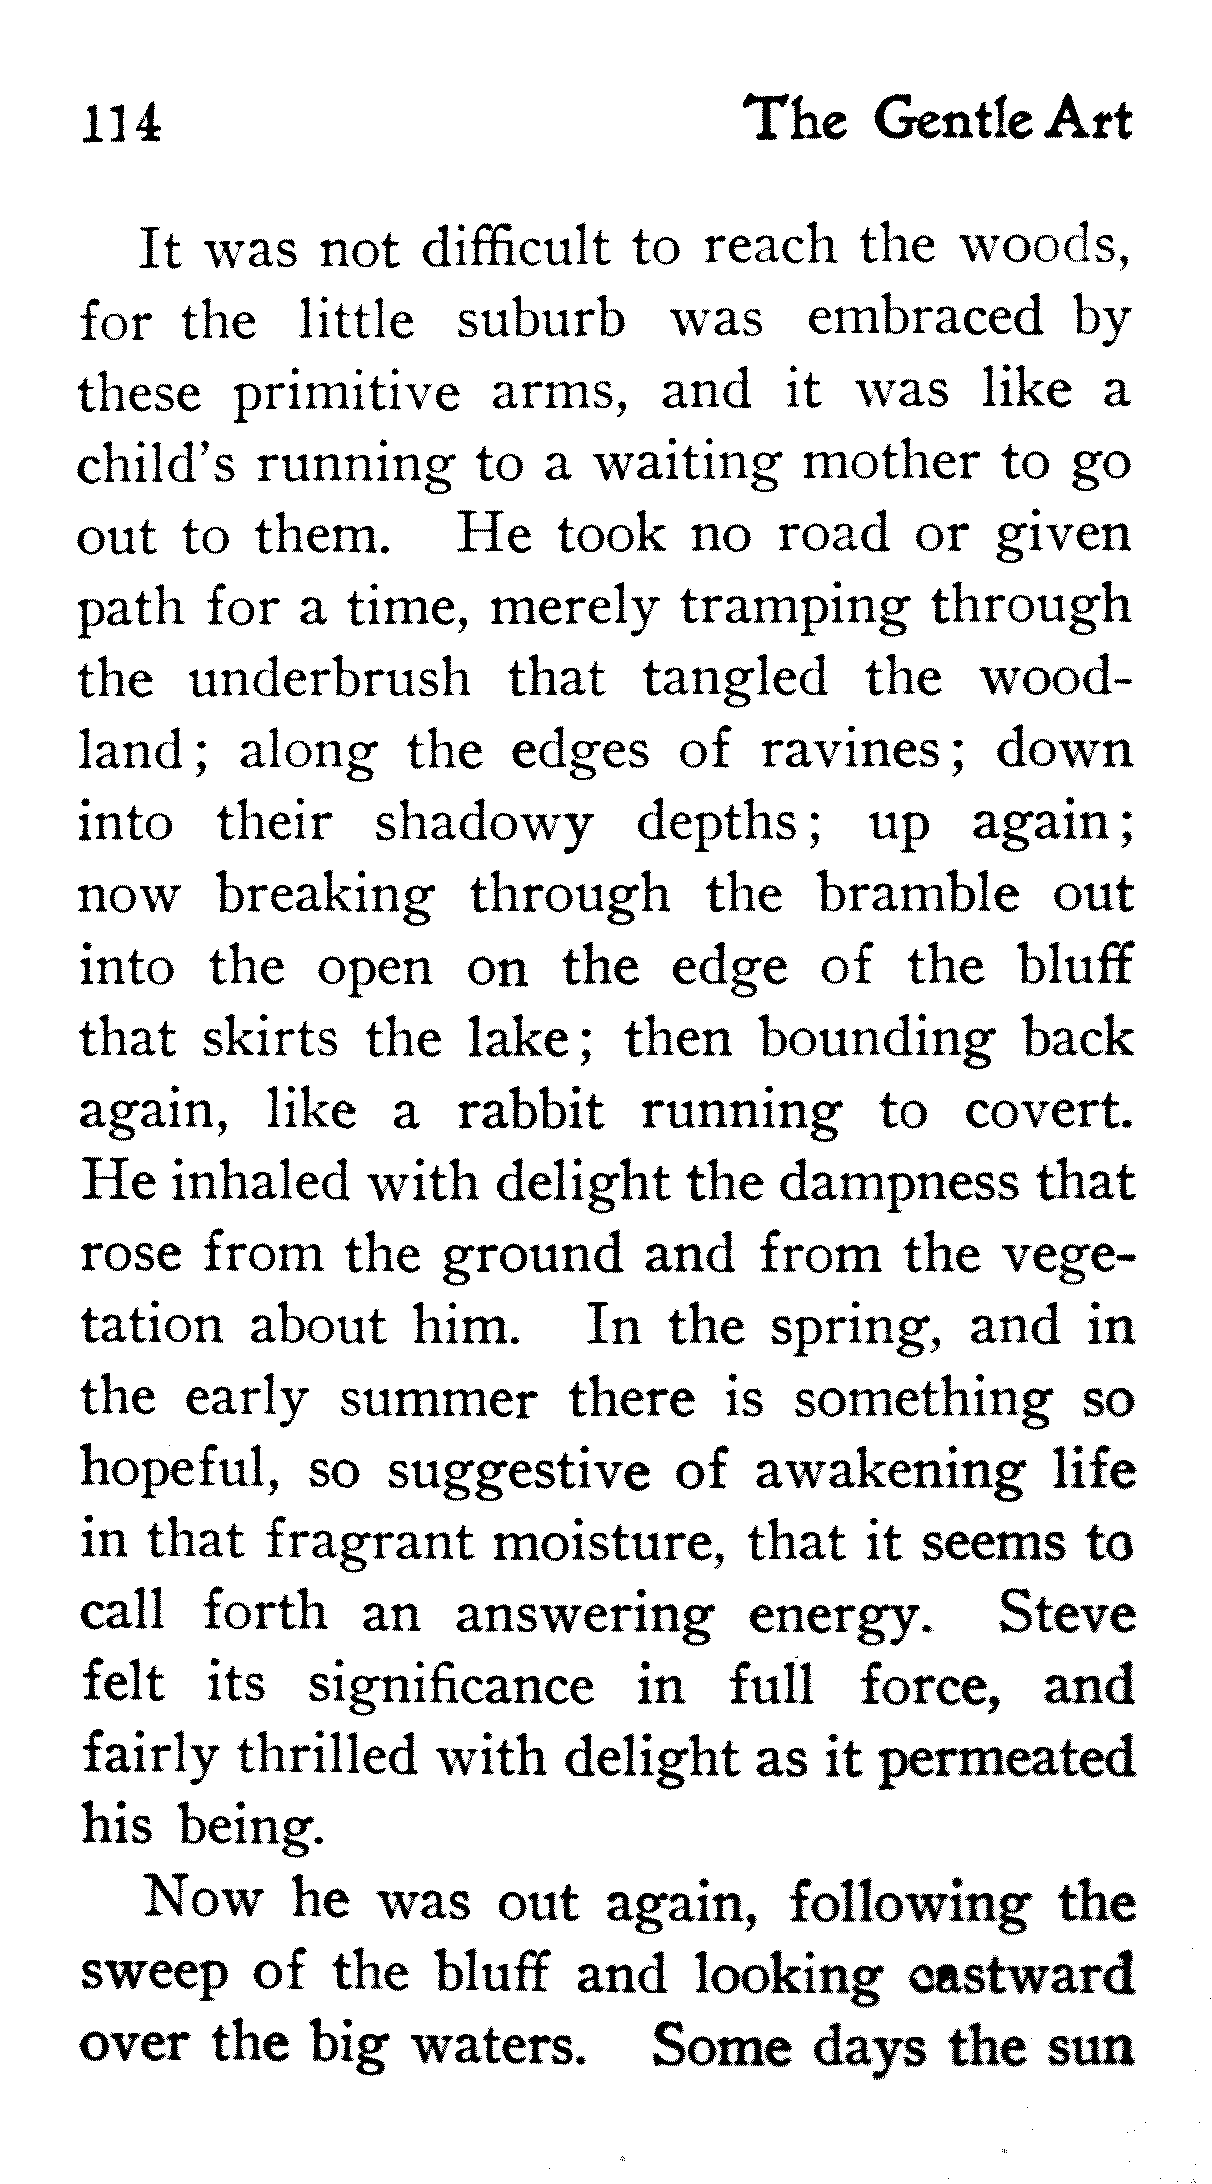 114 The Gentle Art
It was not difficult to reach the woods,
for the little suburb was embraced by
these primitive arms, and it was like a
child's running to a waiting mother to go
out to them. He took no road or given
path for a time, merely tramping through
the underbrush that tangled the wood-
land; along the edges of ravines; down
into their shadowy depths; up again;
now breaking through the bramble out
into the open on the edge of the bluff
that skirts the lake; then bounding back
again, like a rabbit running to covert.
He inhaled with delight the dampness that
rose from the ground and from the vege-
tation about him. In the spring, and in
the early summer there is something so
hopeful, so suggestive of awakening life
in that fragrant moisture, that it seems to
call forth an answering energy. Steve
felt its significance in full force, and
fairly thrilled with delight as it permeated
his being.
Now he was out again, following the
sweep of the bluff and looking eastward
over the big waters. Some days the sun